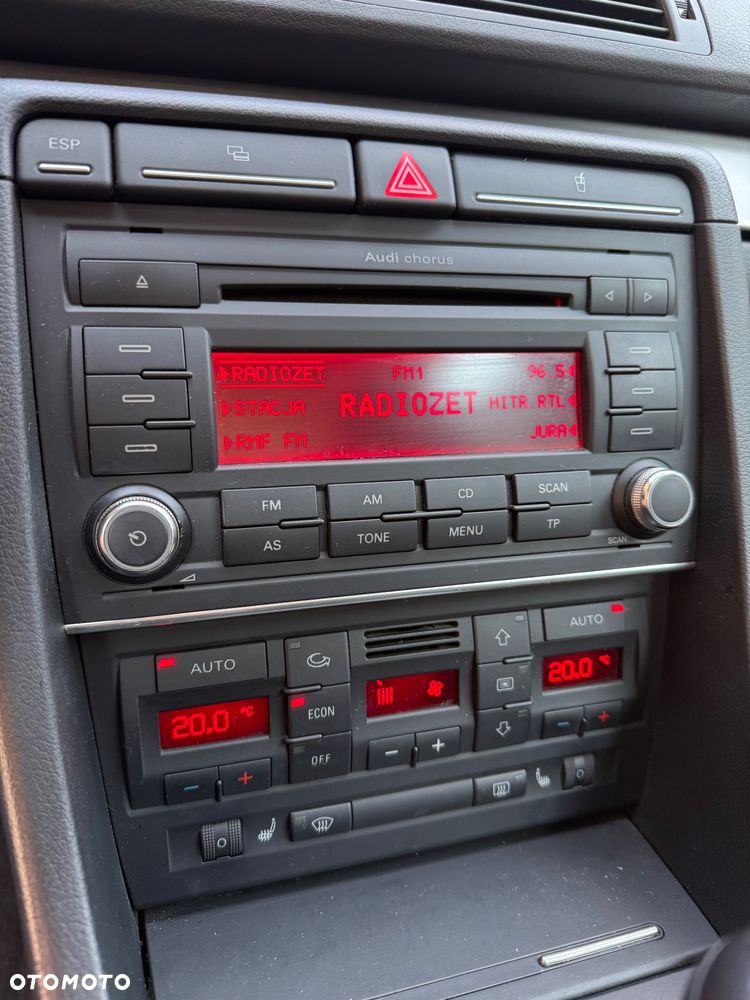 ESP
Audi chorus
RADIOZET FM1 96.5
STACJA RADIOZET HITR.RTL
RMF FM JURA
FM AM CD SCAN
AS TONE MENU TP
SCAN
AUTO AUTO
20.0 °C 20.0 °C
ECON
OFF
OTOMOTO